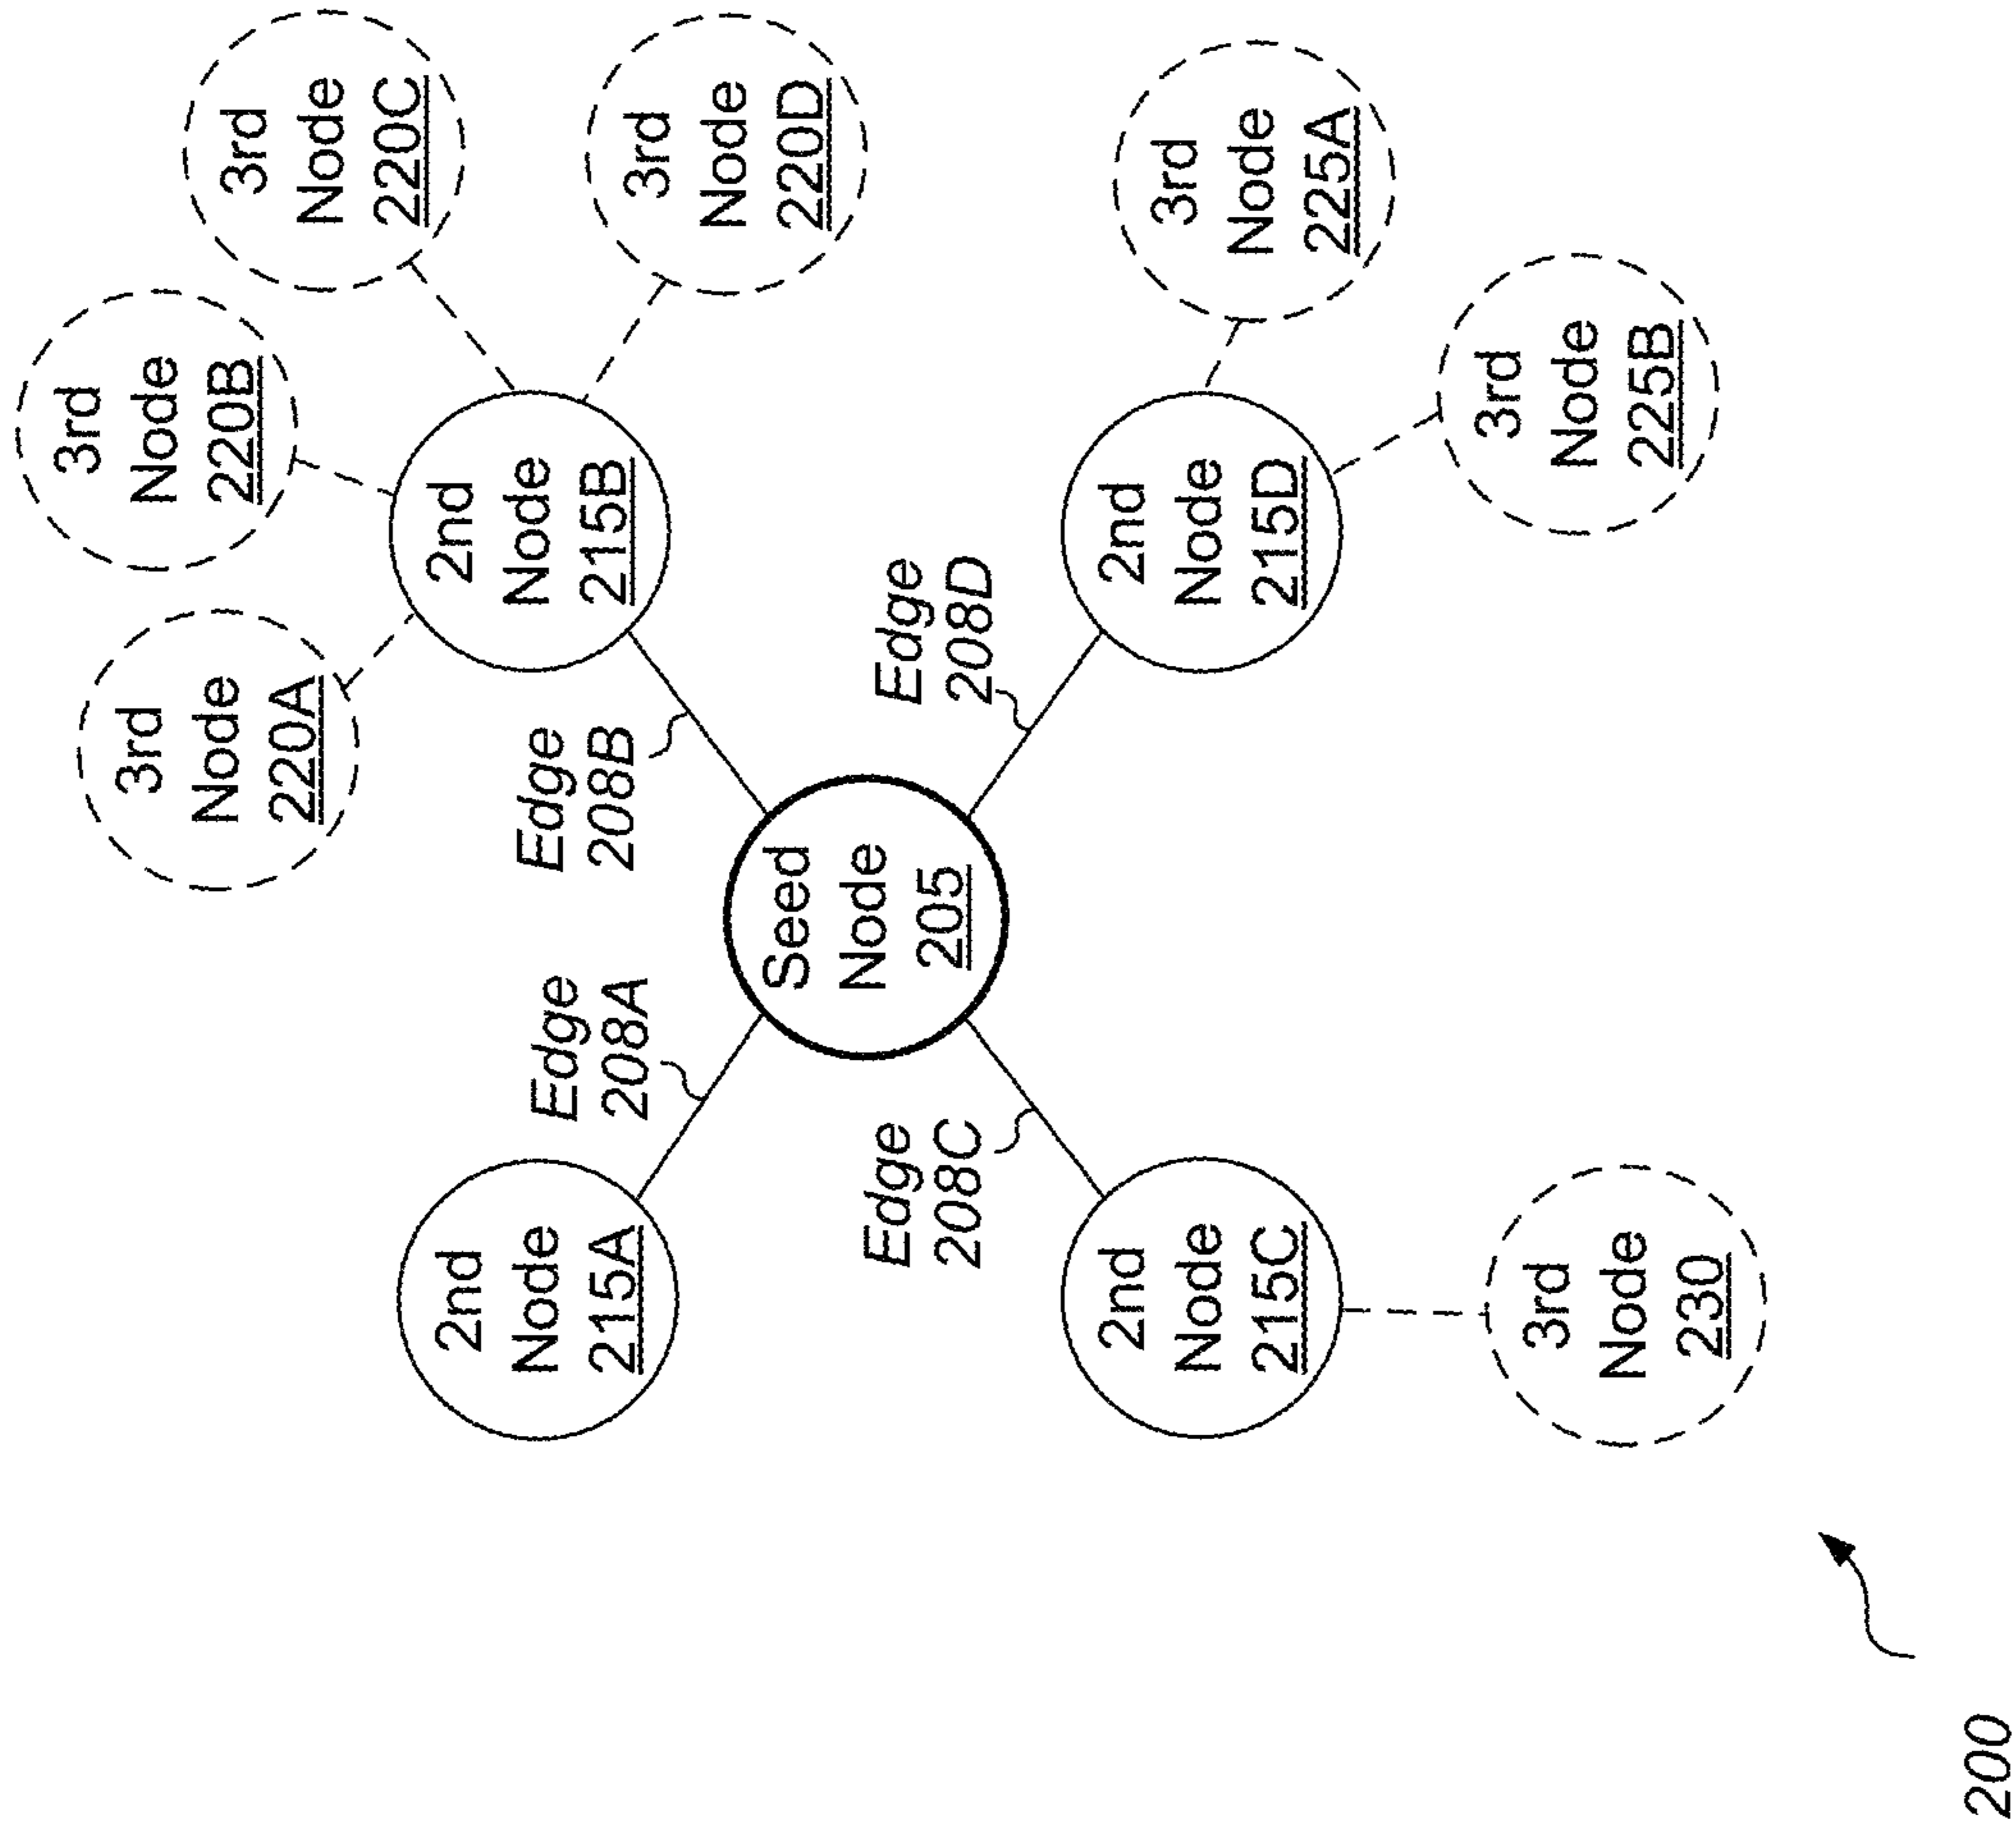 2nd
Node
215A
Edge
208A
Edge
208B
2nd
Node
215B
3rd
Node
220A
3rd
Node
220B
3rd
Node
220C
3rd
Node
220D
Seed
Node
205
Edge
208C
Edge
208D
2nd
Node
215C
2nd
Node
215D
3rd
Node
225A
3rd
Node
225B
3rd
Node
230
200